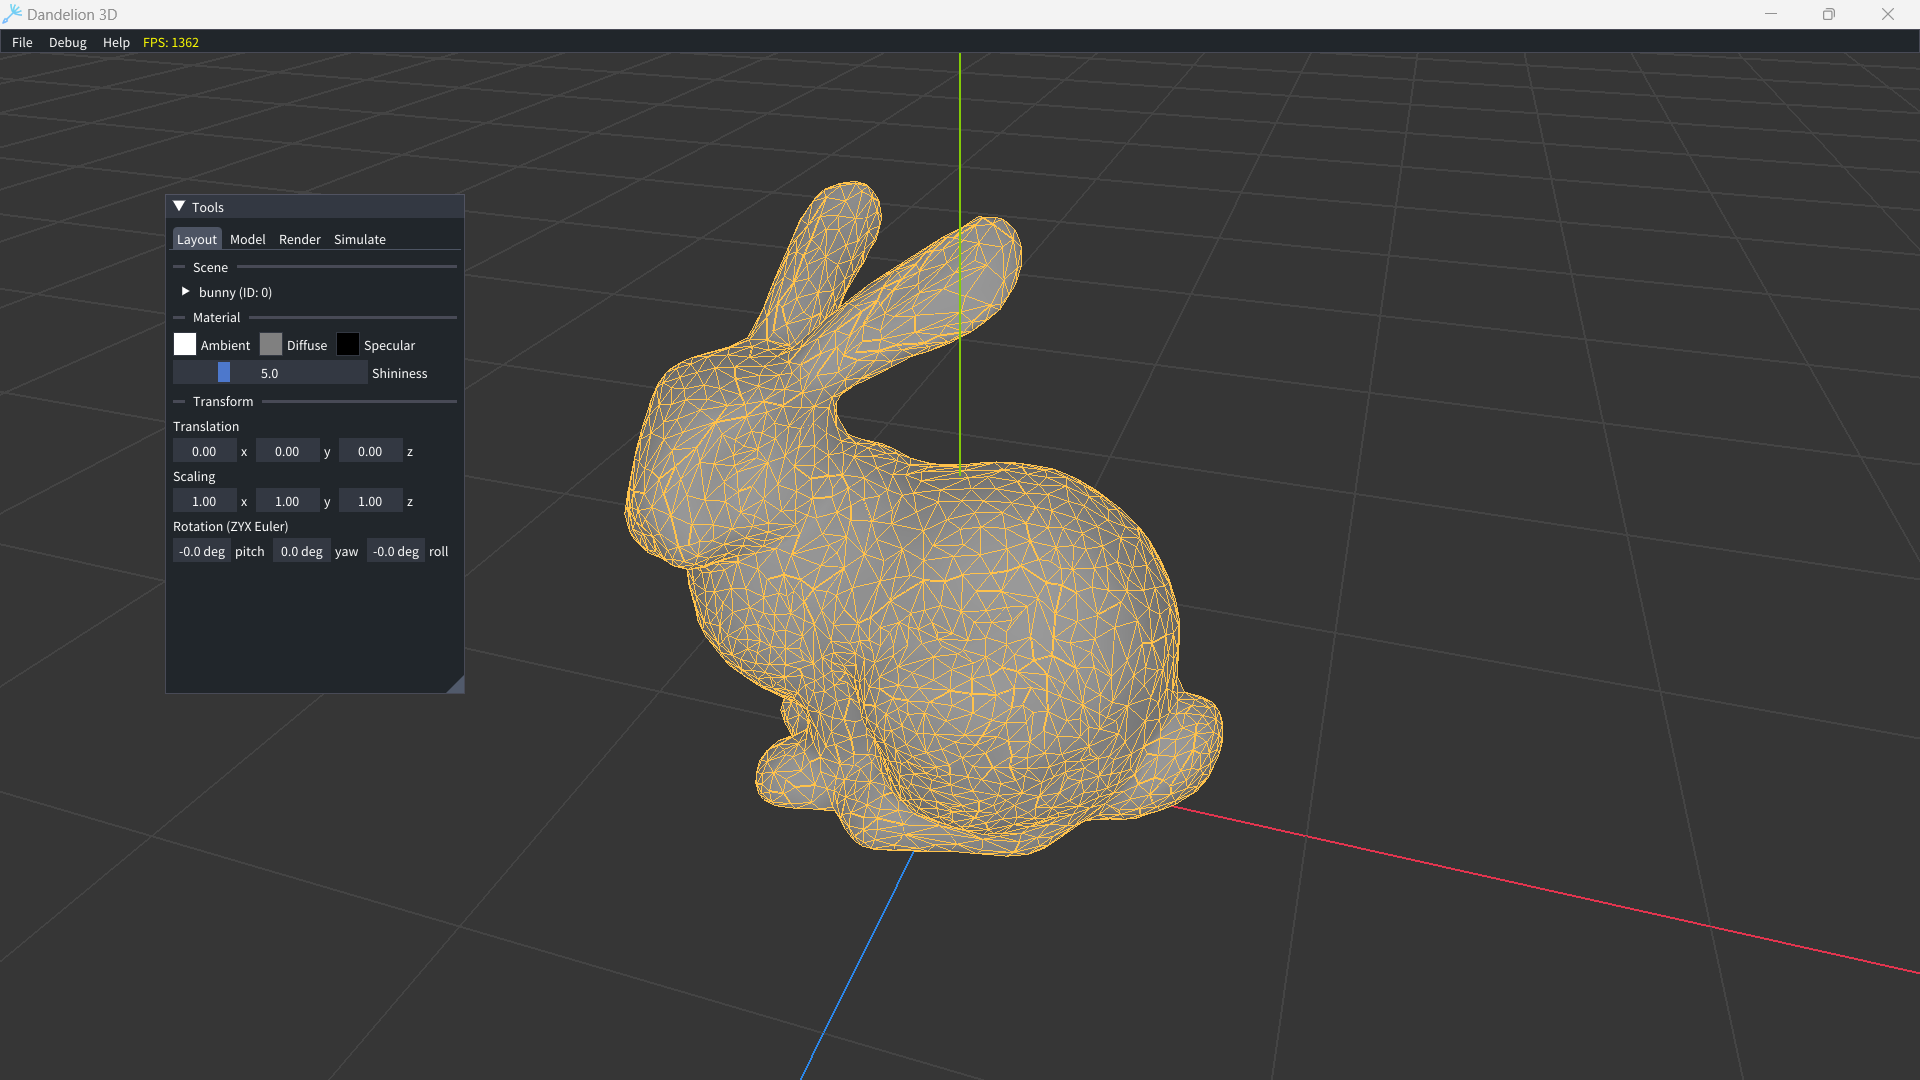 Dandelion 3D
File Debug Help FPS: 1362
Tools
Layout Model Render Simulate
Scene
bunny (ID: 0)
Material
Ambient Diffuse Specular
5.0 Shininess
Transform
Translation
0.00 x 0.00 y 0.00 z
Scaling
1.00 x 1.00 y 1.00 z
Rotation (ZYX Euler)
-0.0 deg pitch 0.0 deg yaw -0.0 deg roll